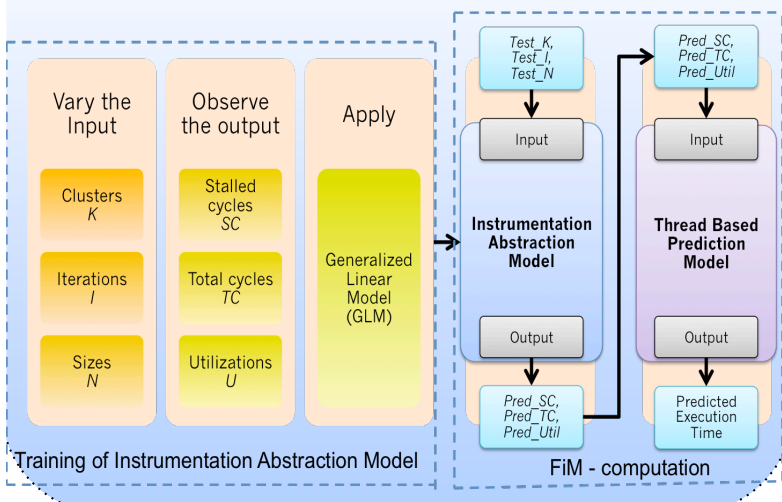 Vary the
Input
Clusters
K
Iterations
I
Sizes
N
Observe
the output
Stalled
cycles
SC
Total cycles
TC
Utilizations
U
Apply
Generalized
Linear
Model
(GLM)
Training of Instrumentation Abstraction Model
Test_K,
Test_I,
Test_N
Input
Instrumentation
Abstraction
Model
Output
Pred_SC,
Pred_TC,
Pred_Util
Pred_SC,
Pred_TC,
Pred_Util
Input
Thread Based
Prediction
Model
Output
Predicted
Execution
Time
FiM - computation